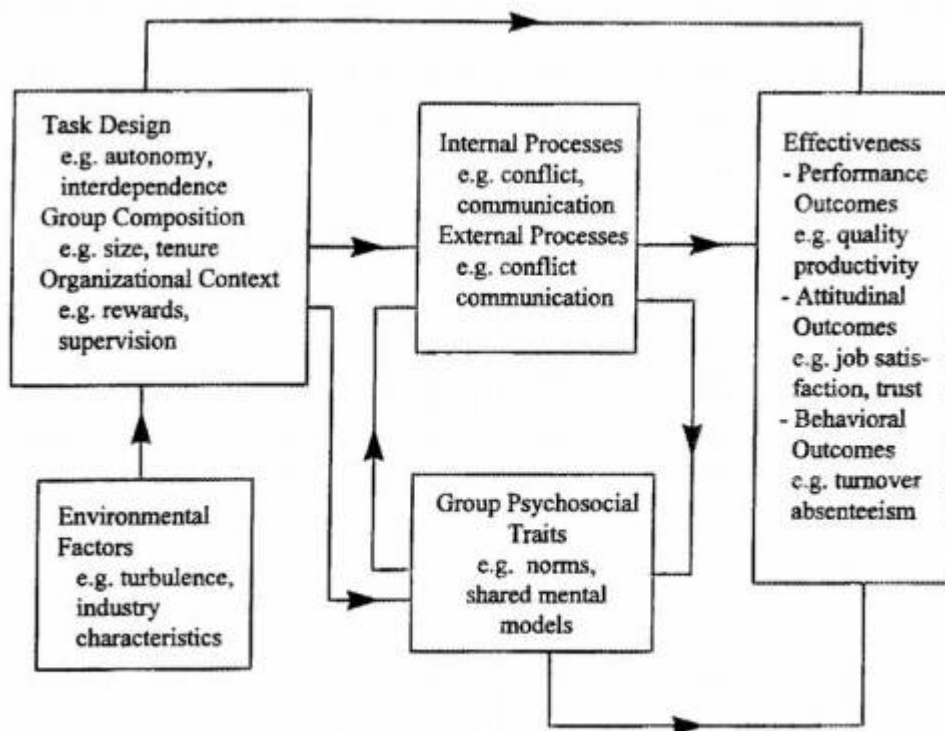 Task Design
e.g. autonomy,
interdependence
Group Composition
e.g. size, tenure
Organizational Context
e.g. rewards,
supervision
Environmental
Factors
e.g. turbulence,
industry
characteristics
Internal Processes
e.g. conflict,
communication
External Processes
e.g. conflict
communication
Group Psychosocial
Traits
e.g. norms,
shared mental
models
Effectiveness
- Performance
Outcomes
e.g. quality
productivity
- Attitudinal
Outcomes
e.g. job satis-
faction, trust
- Behavioral
Outcomes
e.g. turnover
absenteeism